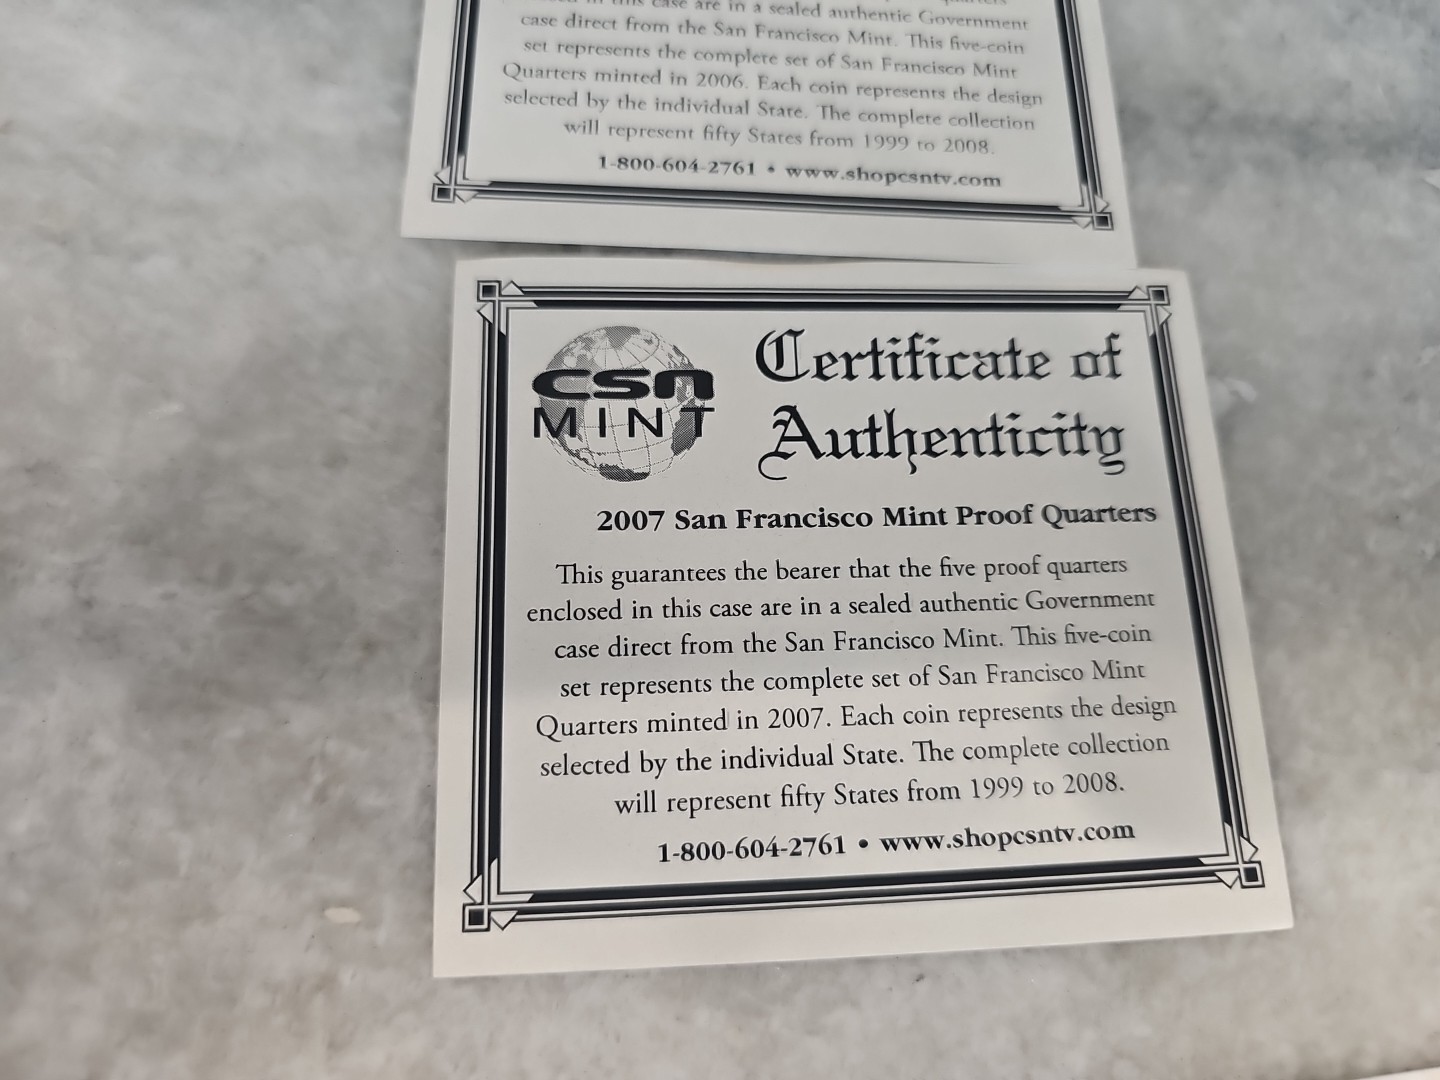 this case are in a sealed authentic Government
case direct from the San Francisco Mint. This five-coin
set represents the complete set of San Francisco Mint
Quarters minted in 2006. Each coin represents the design
selected by the individual State. The complete collection
will represent fifty States from 1999 to 2008.
1-800-604-2761 • www.shopcsntv.com
csn
MINT
Certificate of
Authenticity
2007 San Francisco Mint Proof Quarters
This guarantees the bearer that the five proof quarters
enclosed in this case are in a sealed authentic Government
case direct from the San Francisco Mint. This five-coin
set represents the complete set of San Francisco Mint
Quarters minted in 2007. Each coin represents the design
selected by the individual State. The complete collection
will represent fifty States from 1999 to 2008.
1-800-604-2761 • www.shopcsntv.com